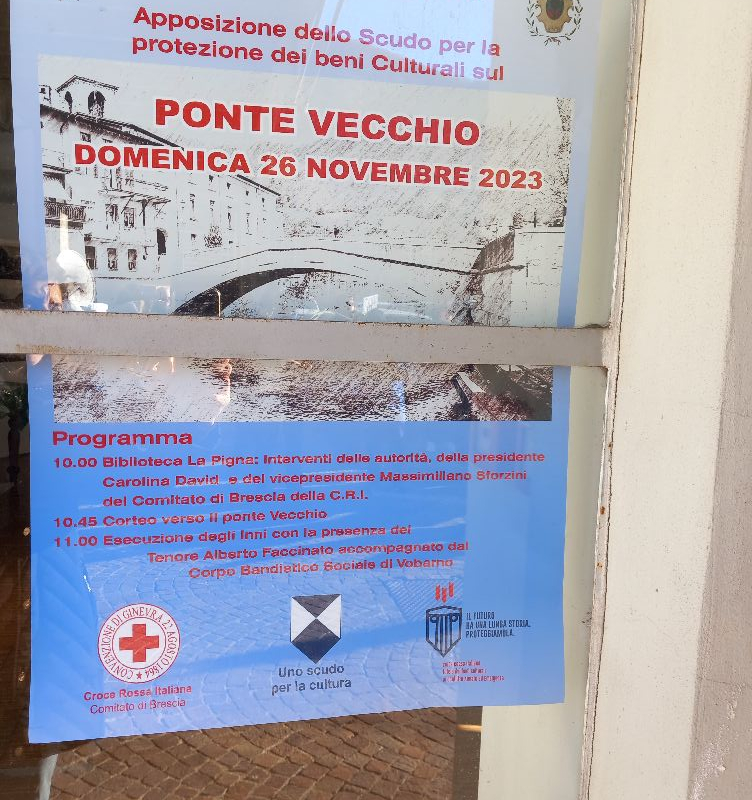 Apposizione dello Scudo per la
protezione dei beni Culturali sul
PONTE VECCHIO
DOMENICA 26 NOVEMBRE 2023
Programma
10.00 Biblioteca La Pigna: Interventi delle autorità, della presidente
Carolina David e del vicepresidente Massimiliano Sforzini
del Comitato di Brescia della C.R.I.
10.45 Corteo verso il ponte Vecchio
11.00 Esecuzione degli Inni con la presenza del
Tenore Alberto Faccinato accompagnato dal
Corpo Bandistico Sociale di Vobarno
CONVENZIONE DI GINEVRA 22 AGOSTO 1864
Croce Rossa Italiana
Comitato di Brescia
Uno scudo
per la cultura
IL FUTURO
HA UNA LUNGA STORIA.
PROTEGGIAMOLA.